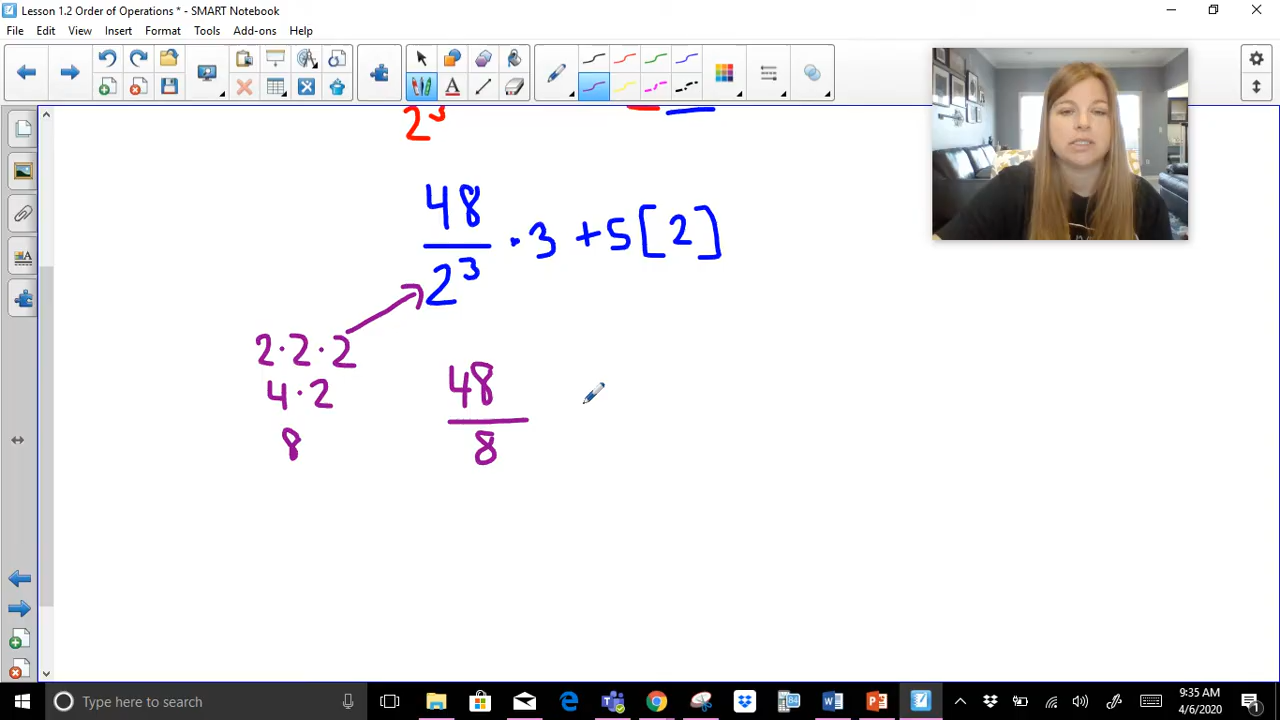 Lesson 1.2 Order of Operations * - SMART Notebook
File Edit View Insert Format Tools Add-ons Help
2³
48
· 3 + 5 [2]
2³
2 · 2 · 2
4 · 2
8
48
8
Type here to search
9:35 AM
4/6/2020